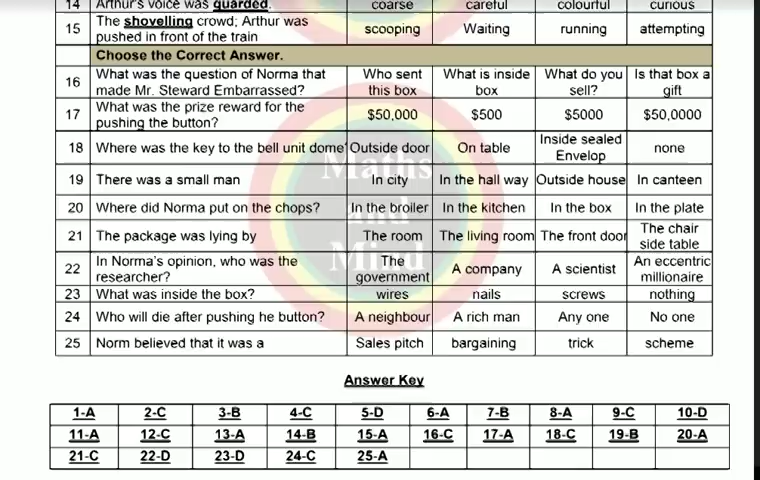 14 Arthur's voice was guarded. coarse careful colourful curious
15 The shovelling crowd; Arthur was pushed in front of the train scooping Waiting running attempting
Choose the Correct Answer.
16 What was the question of Norma that made Mr. Steward Embarrassed? Who sent this box What is inside box What do you sell? Is that box a gift
17 What was the prize reward for the pushing the button? $50,000 $500 $5000 $50,0000
18 Where was the key to the bell unit dome' Outside door On table Inside sealed Envelop none
19 There was a small man In city In the hall way Outside house In canteen
20 Where did Norma put on the chops? In the broiler In the kitchen In the box In the plate
21 The package was lying by The room The living room The front door The chair side table
22 In Norma's opinion, who was the researcher? The government A company A scientist An eccentric millionaire
23 What was inside the box? wires nails screws nothing
24 Who will die after pushing he button? A neighbour A rich man Any one No one
25 Norm believed that it was a Sales pitch bargaining trick scheme
Maths and Mind
Answer Key
1-A 2-C 3-B 4-C 5-D 6-A 7-B 8-A 9-C 10-D
11-A 12-C 13-A 14-B 15-A 16-C 17-A 18-C 19-B 20-A
21-C 22-D 23-D 24-C 25-A